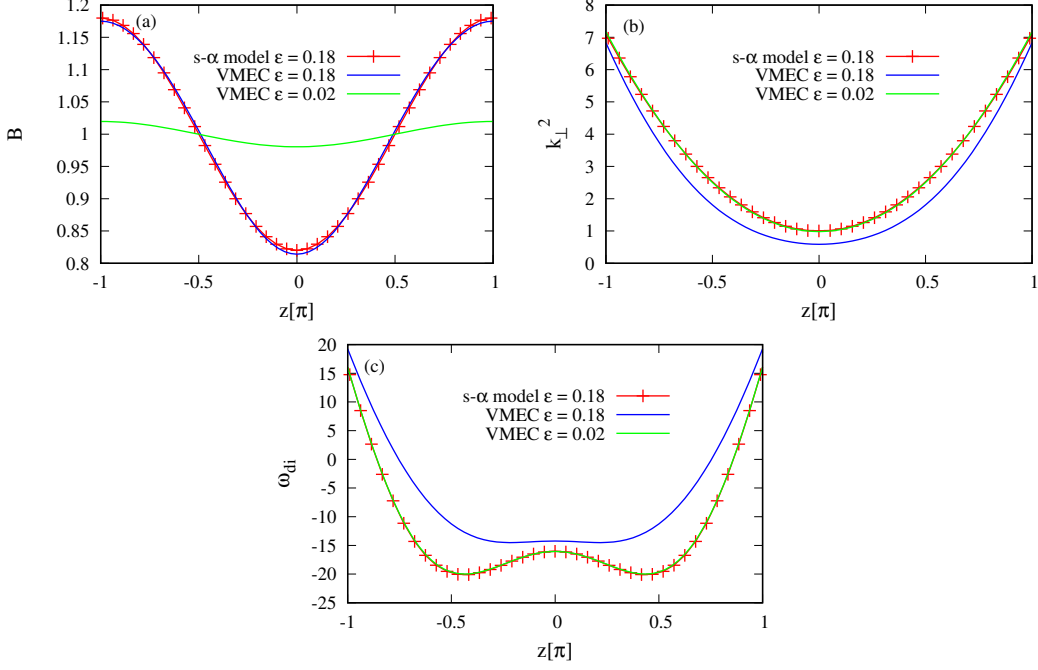 (a)
s-α model ε = 0.18
VMEC ε = 0.18
VMEC ε = 0.02
B
1.2
1.15
1.1
1.05
1
0.95
0.9
0.85
0.8
-1 -0.5 0 0.5 1
z[π]
(b)
s-α model ε = 0.18
VMEC ε = 0.18
VMEC ε = 0.02
k⊥²
8
7
6
5
4
3
2
1
0
-1 -0.5 0 0.5 1
z[π]
(c)
s-α model ε = 0.18
VMEC ε = 0.18
VMEC ε = 0.02
ωdi
20
15
10
5
0
-5
-10
-15
-20
-25
-1 -0.5 0 0.5 1
z[π]